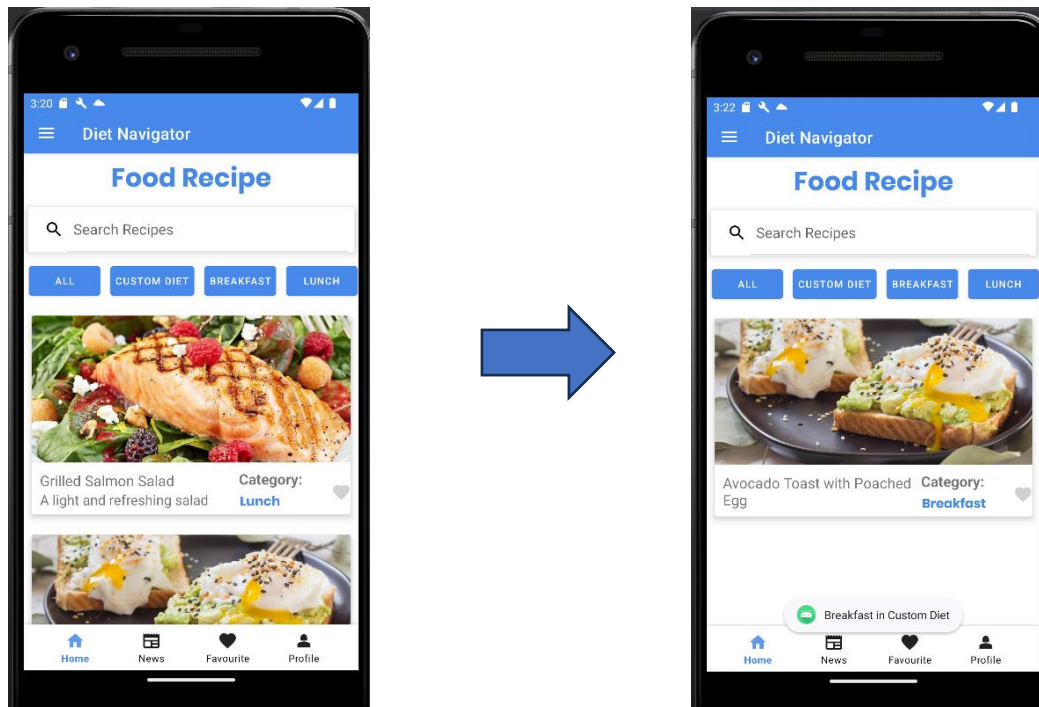 3:20
Diet Navigator
Food Recipe
Search Recipes
ALL CUSTOM DIET BREAKFAST LUNCH
Grilled Salmon Salad Category:
A light and refreshing salad Lunch
Home News Favourite Profile
3:22
Diet Navigator
Food Recipe
Search Recipes
ALL CUSTOM DIET BREAKFAST LUNCH
Avocado Toast with Poached Category:
Egg Breakfast
Breakfast in Custom Diet
Home News Favourite Profile